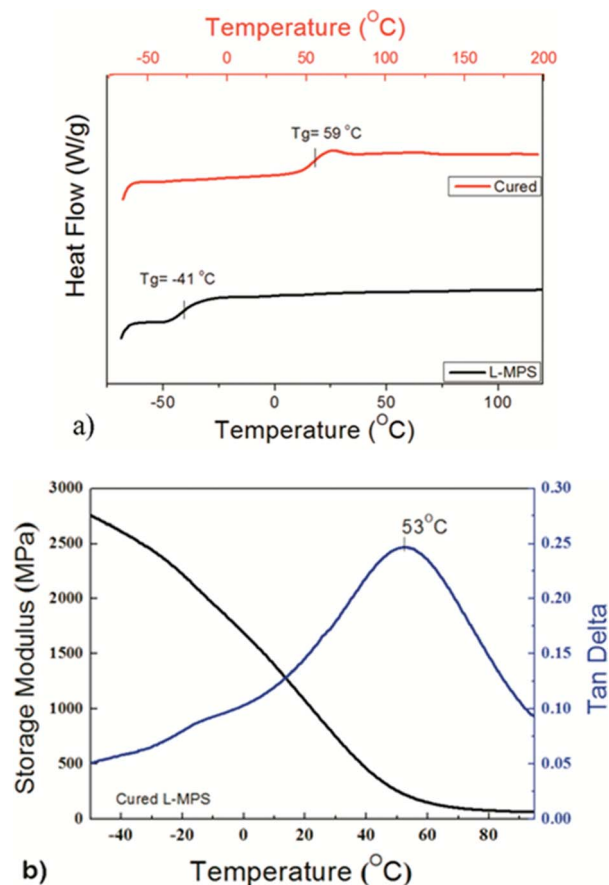 Temperature (°C)
-50 0 50 100 150 200
Heat Flow (W/g)
Tg= 59 °C
Cured
Tg= -41 °C
L-MPS
-50 0 50 100
a)
Temperature (°C)
3000 0.30
53°C
2500 0.25
2000 0.20
Storage Modulus (MPa)
Tan Delta
1500 0.15
1000 0.10
500 0.05
Cured L-MPS
0 0.00
-40 -20 0 20 40 60 80
b)
Temperature (°C)